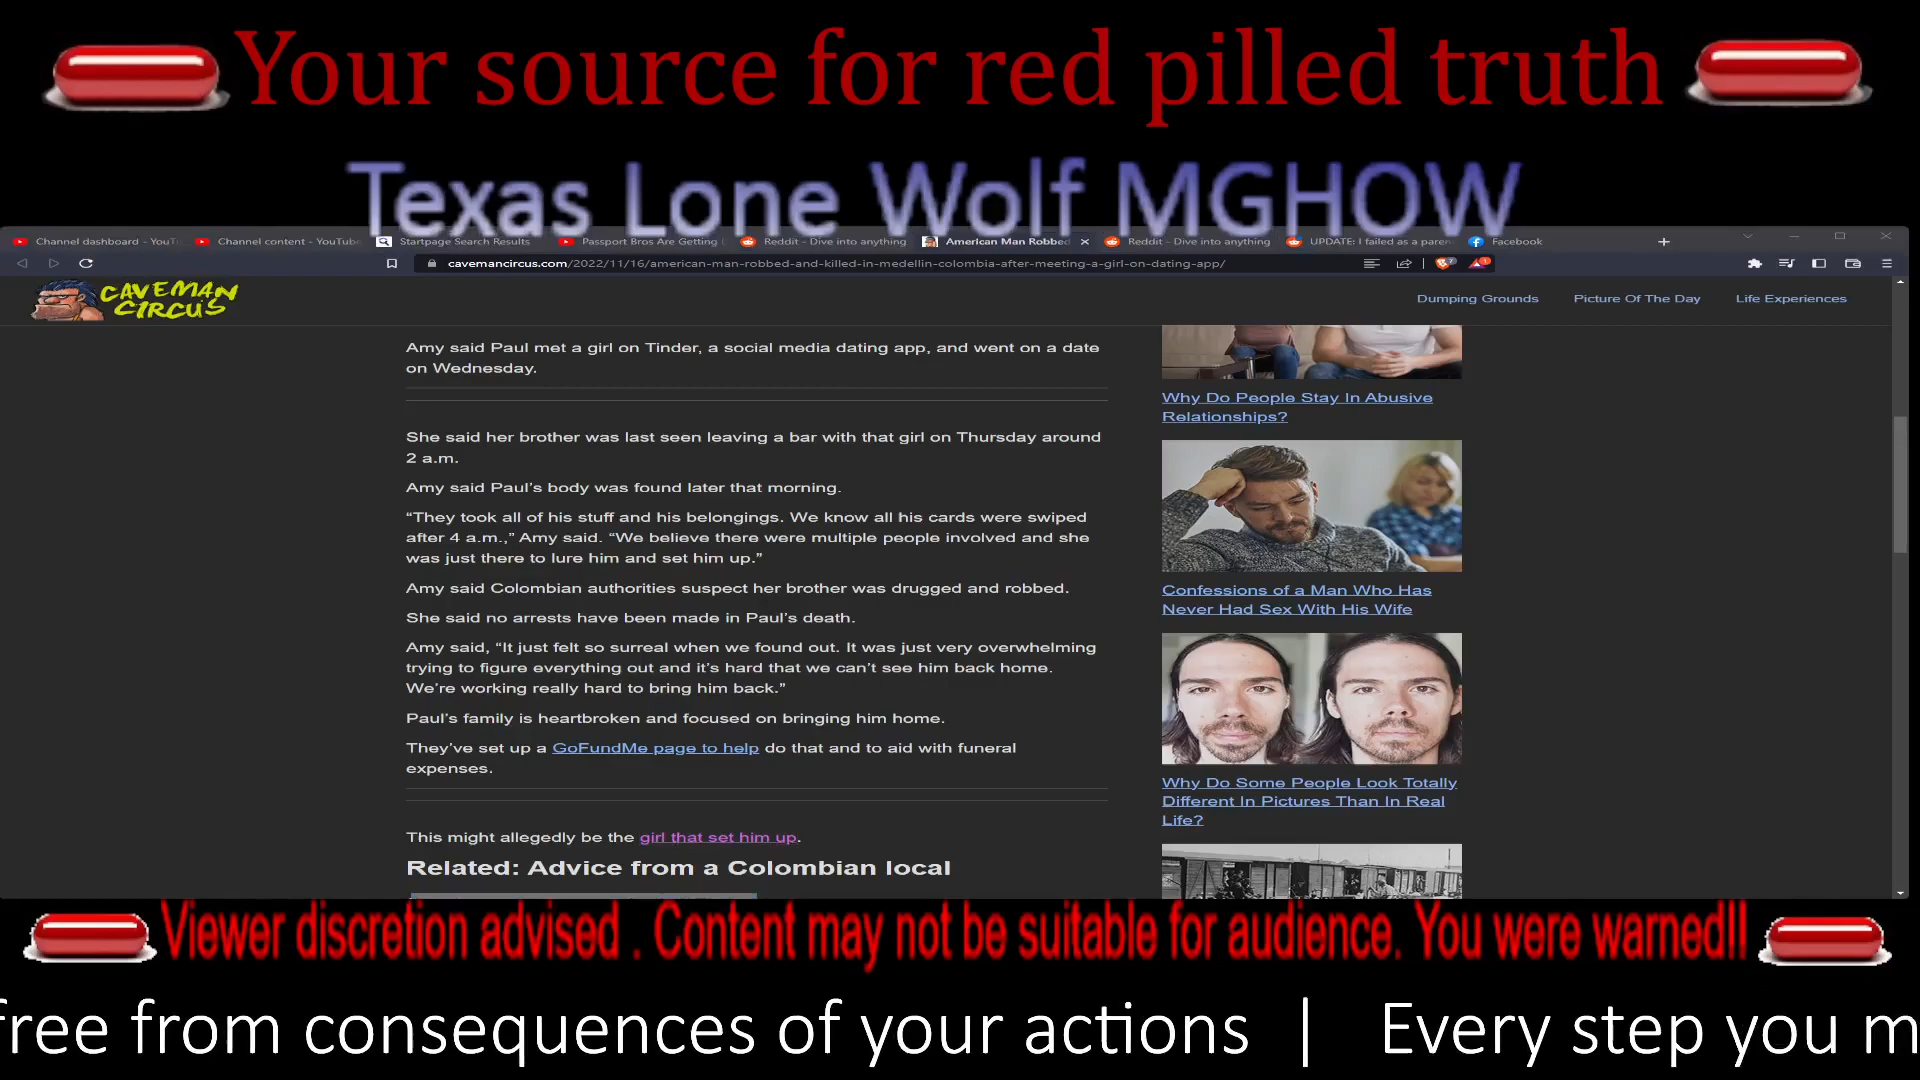 Your source for red pilled truth
Texas Lone Wolf MGHOW
Channel dashboard - YouT
Channel content - YouTube
Startpage Search Results
Passport Bros Are Getting
Reddit - Dive into anything
American Man Robbed
Reddit - Dive into anything
UPDATE: I failed as a paren
Facebook
cavemancircus.com/2022/11/16/american-man-robbed-and-killed-in-medellin-colombia-after-meeting-a-girl-on-dating-app/
CAVEMAN
CIRCUS
Dumping Grounds
Picture Of The Day
Life Experiences
Amy said Paul met a girl on Tinder, a social media dating app, and went on a date
on Wednesday.
She said her brother was last seen leaving a bar with that girl on Thursday around
2 a.m.
Amy said Paul’s body was found later that morning.
“They took all of his stuff and his belongings. We know all his cards were swiped
after 4 a.m.,” Amy said. “We believe there were multiple people involved and she
was just there to lure him and set him up.”
Amy said Colombian authorities suspect her brother was drugged and robbed.
She said no arrests have been made in Paul’s death.
Amy said, “It just felt so surreal when we found out. It was just very overwhelming
trying to figure everything out and it’s hard that we can’t see him back home.
We’re working really hard to bring him back.”
Paul’s family is heartbroken and focused on bringing him home.
They’ve set up a GoFundMe page to help do that and to aid with funeral
expenses.
This might allegedly be the girl that set him up.
Related: Advice from a Colombian local
Why Do People Stay In Abusive
Relationships?
Confessions of a Man Who Has
Never Had Sex With His Wife
Why Do Some People Look Totally
Different In Pictures Than In Real
Life?
Viewer discretion advised . Content may not be suitable for audience. You were warned!!
free from consequences of your actions | Every step you m